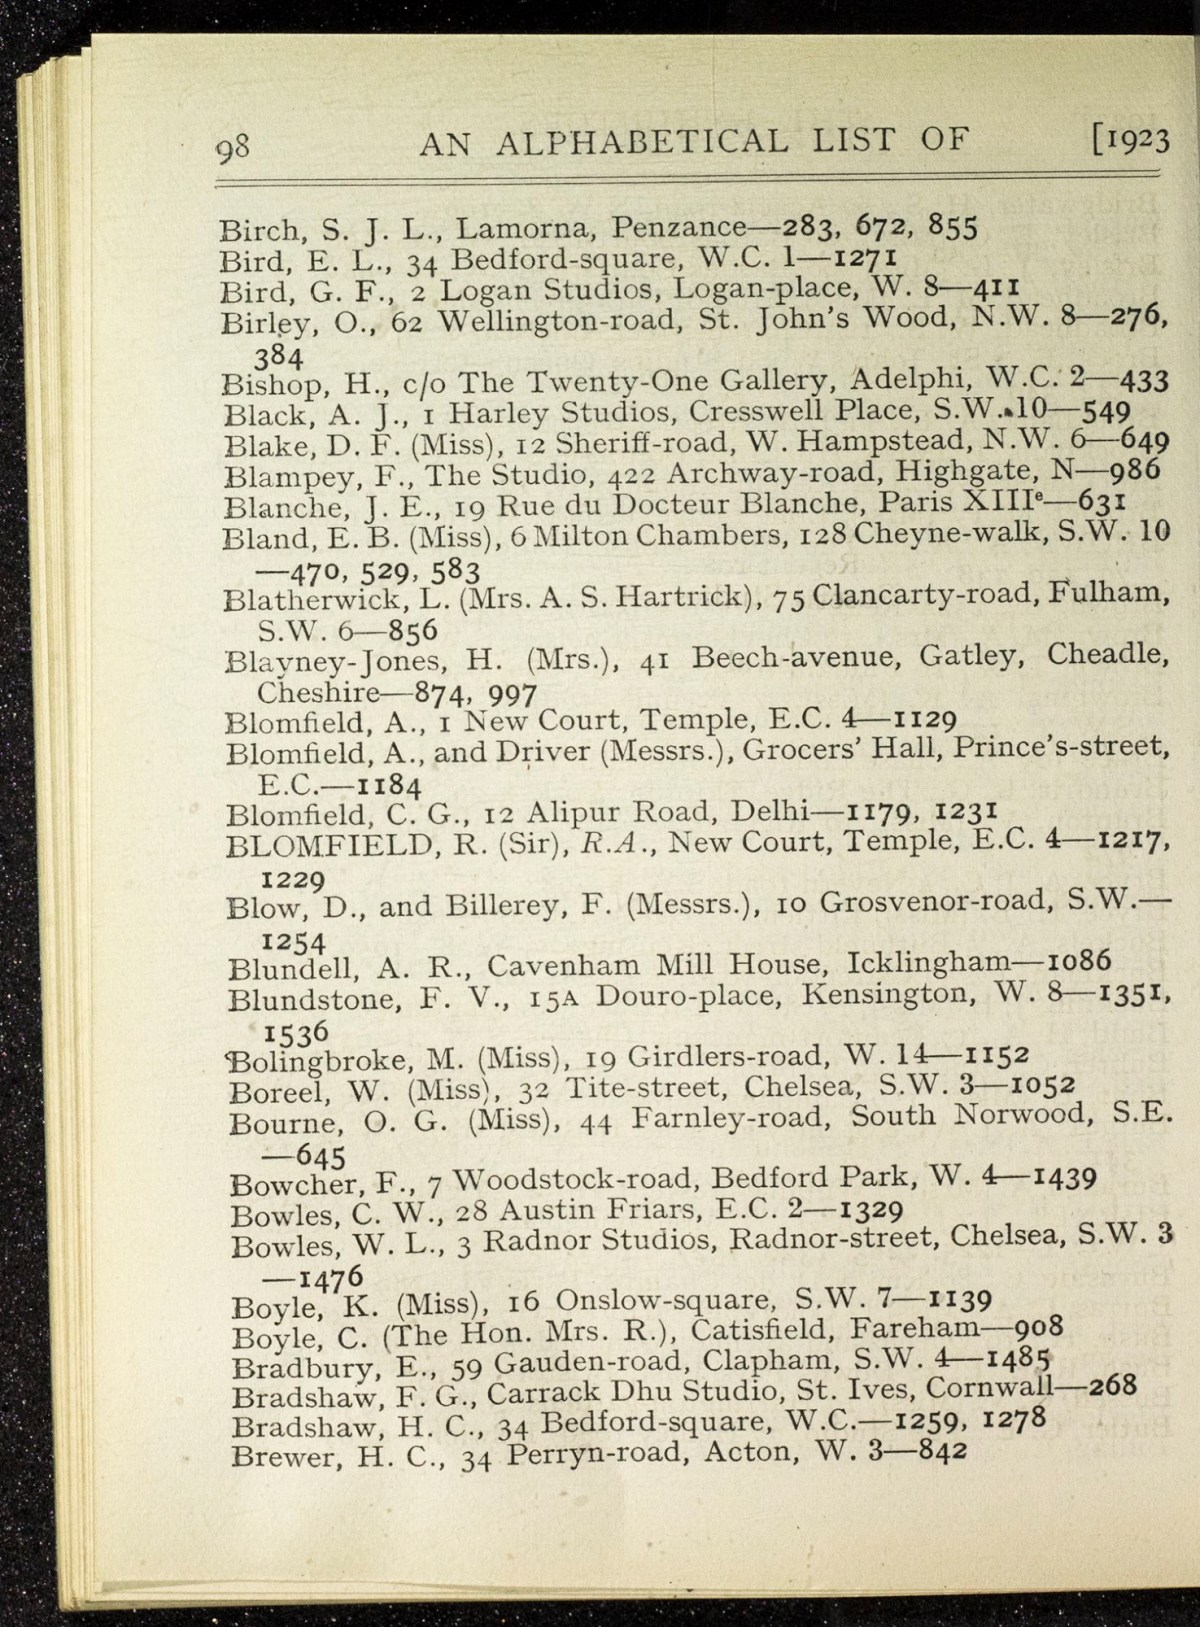 98 AN ALPHABETICAL LIST OF [1923
Birch, S. J. L., Lamorna, Penzance—283, 672, 855
Bird, E. L., 34 Bedford-square, W.C. 1—1271
Bird, G. F., 2 Logan Studios, Logan-place, W. 8—411
Birley, O., 62 Wellington-road, St. John's Wood, N.W. 8—276,
384
Bishop, H., c/o The Twenty-One Gallery, Adelphi, W.C. 2—433
Black, A. J., 1 Harley Studios, Cresswell Place, S.W. 10—549
Blake, D. F. (Miss), 12 Sheriff-road, W. Hampstead, N.W. 6—649
Blampey, F., The Studio, 422 Archway-road, Highgate, N—986
Blanche, J. E., 19 Rue du Docteur Blanche, Paris XIIIe—631
Bland, E. B. (Miss), 6 Milton Chambers, 128 Cheyne-walk, S.W. 10
—470, 529, 583
Blatherwick, L. (Mrs. A. S. Hartrick), 75 Clancarty-road, Fulham,
S.W. 6—856
Blayney-Jones, H. (Mrs.), 41 Beech-avenue, Gatley, Cheadle,
Cheshire—874, 997
Blomfield, A., 1 New Court, Temple, E.C. 4—1129
Blomfield, A., and Driver (Messrs.), Grocers' Hall, Prince's-street,
E.C.—1184
Blomfield, C. G., 12 Alipur Road, Delhi—1179, 1231
BLOMFIELD, R. (Sir), R.A., New Court, Temple, E.C. 4—1217,
1229
Blow, D., and Billerey, F. (Messrs.), 10 Grosvenor-road, S.W.—
1254
Blundell, A. R., Cavenham Mill House, Icklingham—1086
Blundstone, F. V., 15A Douro-place, Kensington, W. 8—1351,
1536
Bolingbroke, M. (Miss), 19 Girdlers-road, W. 14—1152
Boreel, W. (Miss), 32 Tite-street, Chelsea, S.W. 3—1052
Bourne, O. G. (Miss), 44 Farnley-road, South Norwood, S.E.
—645
Bowcher, F., 7 Woodstock-road, Bedford Park, W. 4—1439
Bowles, C. W., 28 Austin Friars, E.C. 2—1329
Bowles, W. L., 3 Radnor Studios, Radnor-street, Chelsea, S.W. 3
—1476
Boyle, K. (Miss), 16 Onslow-square, S.W. 7—1139
Boyle, C. (The Hon. Mrs. R.), Catisfield, Fareham—908
Bradbury, E., 59 Gauden-road, Clapham, S.W. 4—1485
Bradshaw, F. G., Carrack Dhu Studio, St. Ives, Cornwall—268
Bradshaw, H. C., 34 Bedford-square, W.C.—1259, 1278
Brewer, H. C., 34 Perryn-road, Acton, W. 3—842